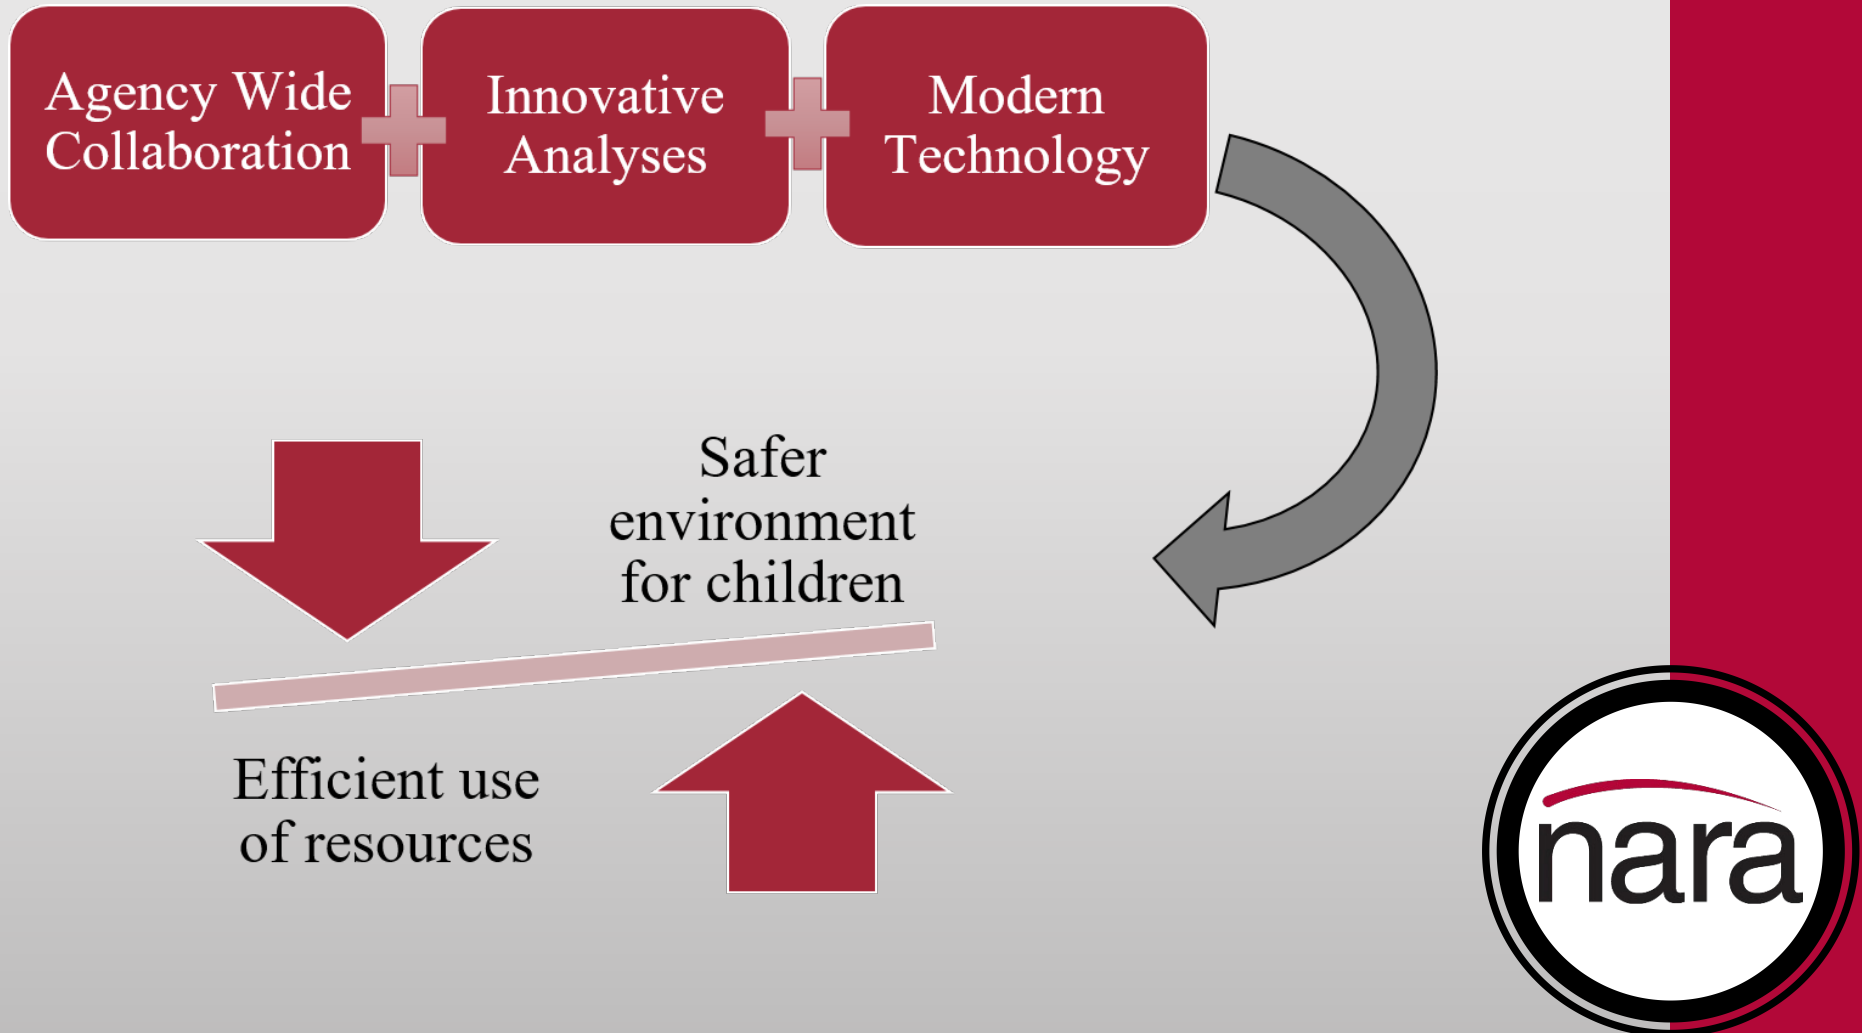 Agency Wide
Collaboration
Innovative
Analyses
Modern
Technology
Safer
environment
for children
Efficient use
of resources
nara